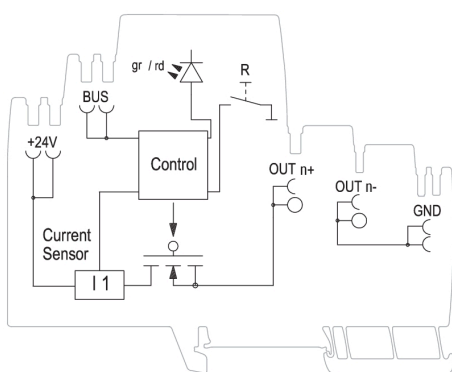 gr / rd
R
BUS
+24V
Control
OUT n+
OUT n-
GND
Current
Sensor
I 1